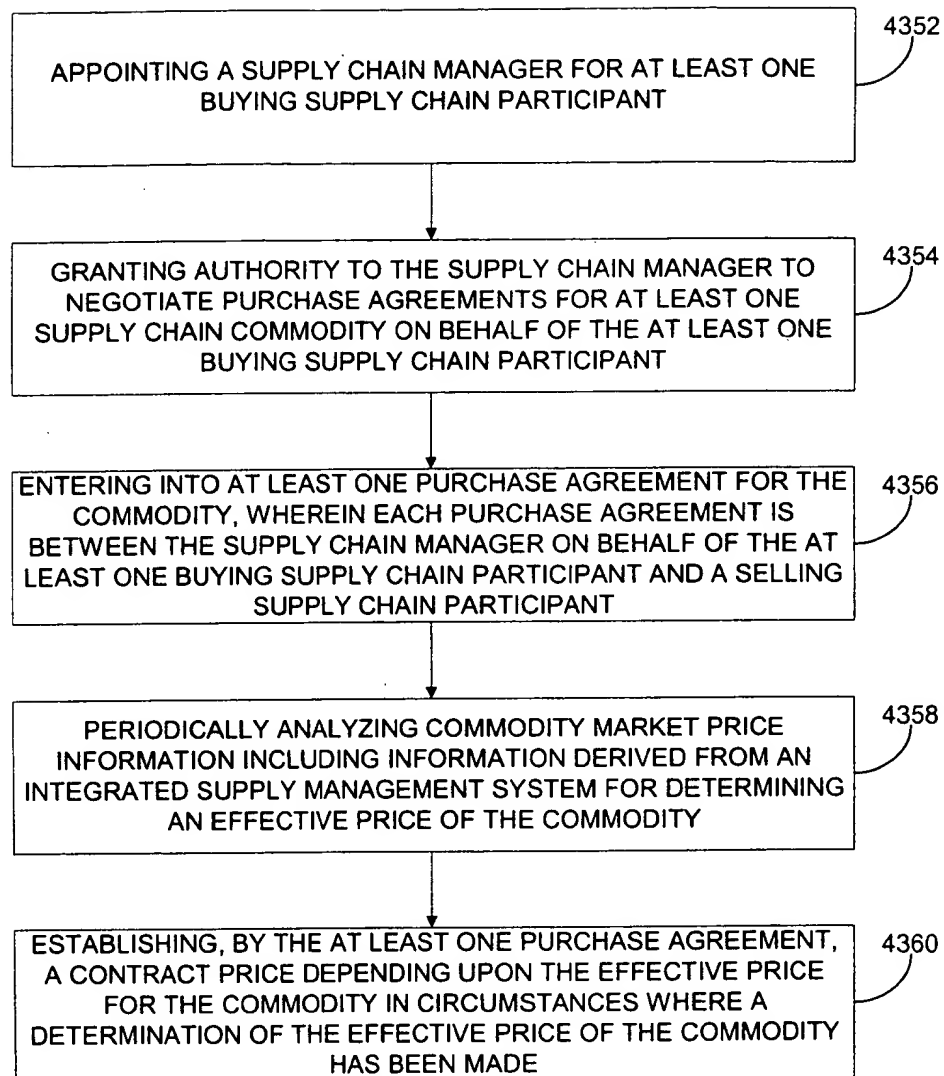 4352
APPOINTING A SUPPLY CHAIN MANAGER FOR AT LEAST ONE
BUYING SUPPLY CHAIN PARTICIPANT
4354
GRANTING AUTHORITY TO THE SUPPLY CHAIN MANAGER TO
NEGOTIATE PURCHASE AGREEMENTS FOR AT LEAST ONE
SUPPLY CHAIN COMMODITY ON BEHALF OF THE AT LEAST ONE
BUYING SUPPLY CHAIN PARTICIPANT
4356
ENTERING INTO AT LEAST ONE PURCHASE AGREEMENT FOR THE
COMMODITY, WHEREIN EACH PURCHASE AGREEMENT IS
BETWEEN THE SUPPLY CHAIN MANAGER ON BEHALF OF THE AT
LEAST ONE BUYING SUPPLY CHAIN PARTICIPANT AND A SELLING
SUPPLY CHAIN PARTICIPANT
4358
PERIODICALLY ANALYZING COMMODITY MARKET PRICE
INFORMATION INCLUDING INFORMATION DERIVED FROM AN
INTEGRATED SUPPLY MANAGEMENT SYSTEM FOR DETERMINING
AN EFFECTIVE PRICE OF THE COMMODITY
4360
ESTABLISHING, BY THE AT LEAST ONE PURCHASE AGREEMENT,
A CONTRACT PRICE DEPENDING UPON THE EFFECTIVE PRICE
FOR THE COMMODITY IN CIRCUMSTANCES WHERE A
DETERMINATION OF THE EFFECTIVE PRICE OF THE COMMODITY
HAS BEEN MADE